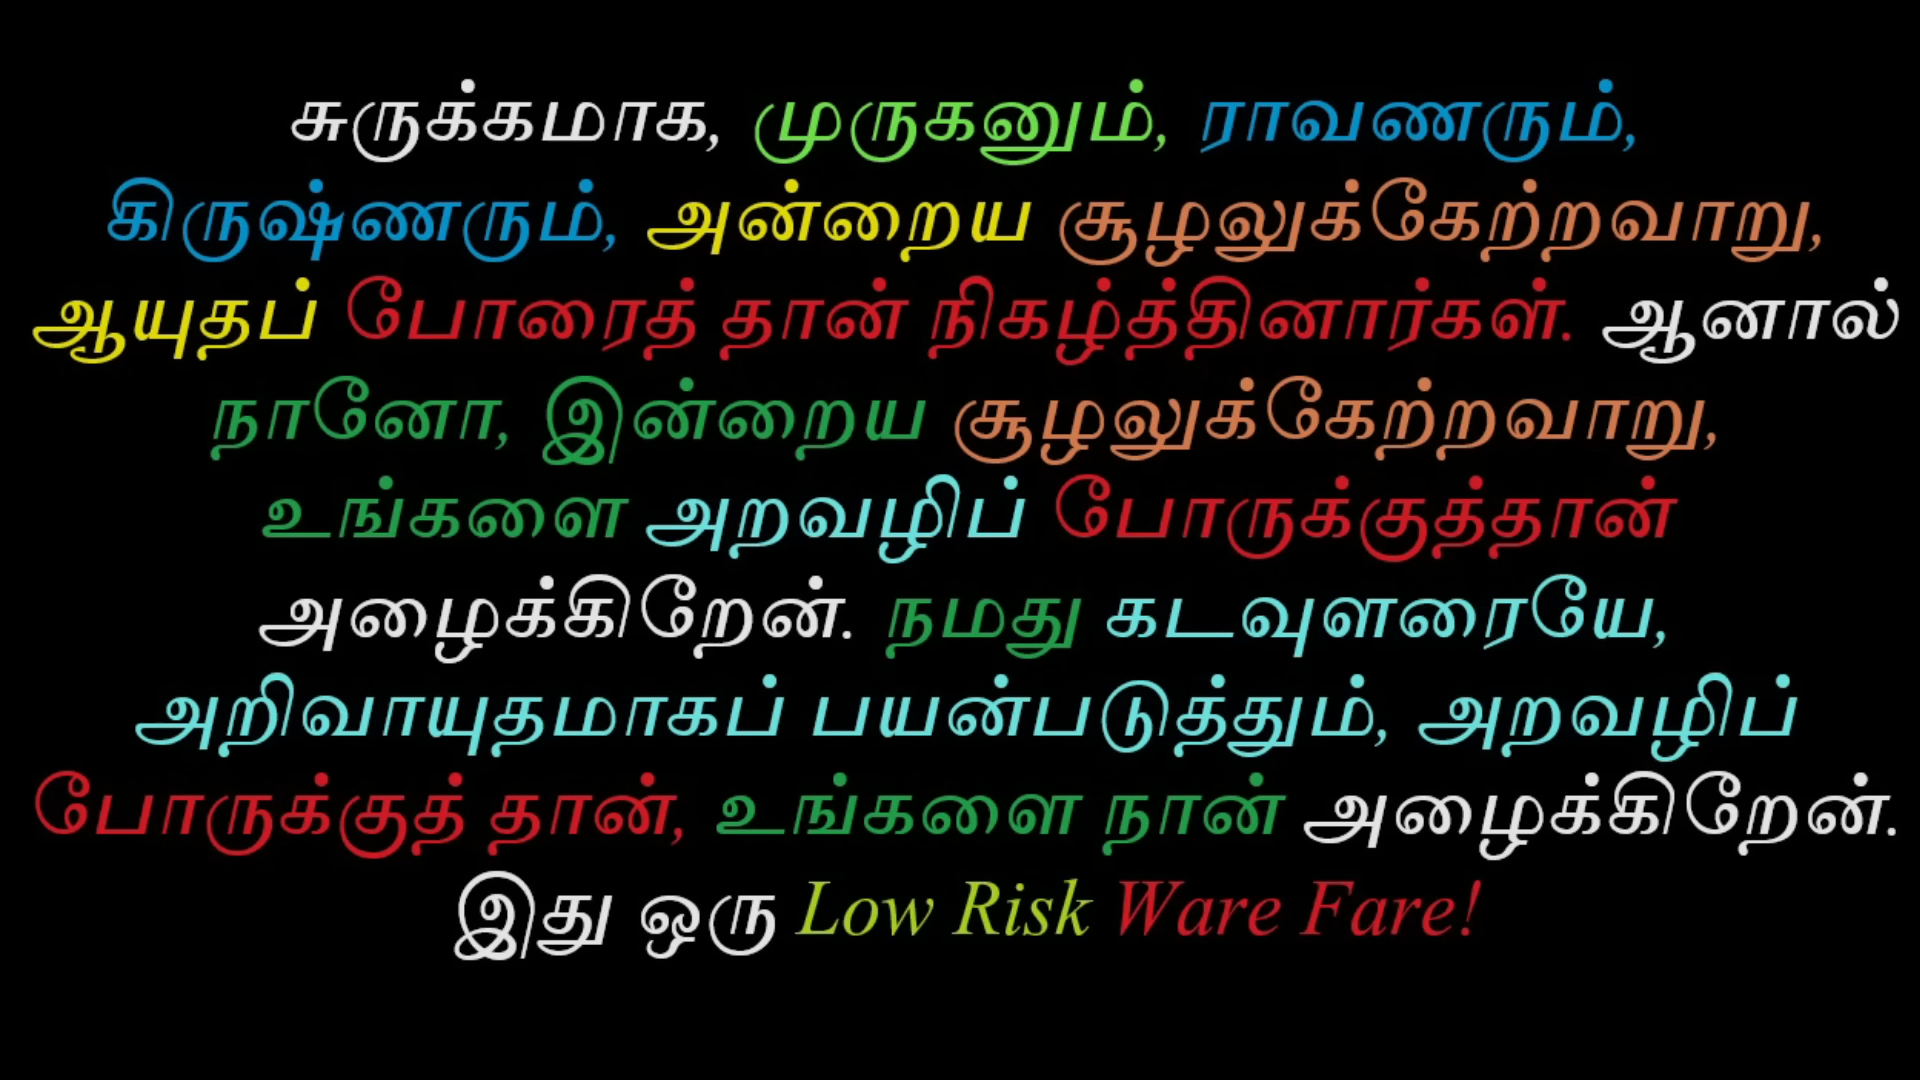 சுருக்கமாக, முருகனும், ராவணரும்,
கிருஷ்ணரும், அன்றைய சூழலுக்கேற்றவாறு,
ஆயுதப் போரைத் தான் நிகழ்த்தினார்கள். ஆனால்
நானோ, இன்றைய சூழலுக்கேற்றவாறு,
உங்களை அறவழிப் போருக்குத்தான்
அழைக்கிறேன். நமது கடவுளரையே,
அறிவாயுதமாகப் பயன்படுத்தும், அறவழிப்
போருக்குத் தான், உங்களை நான் அழைக்கிறேன்.
இது ஒரு Low Risk Ware Fare!